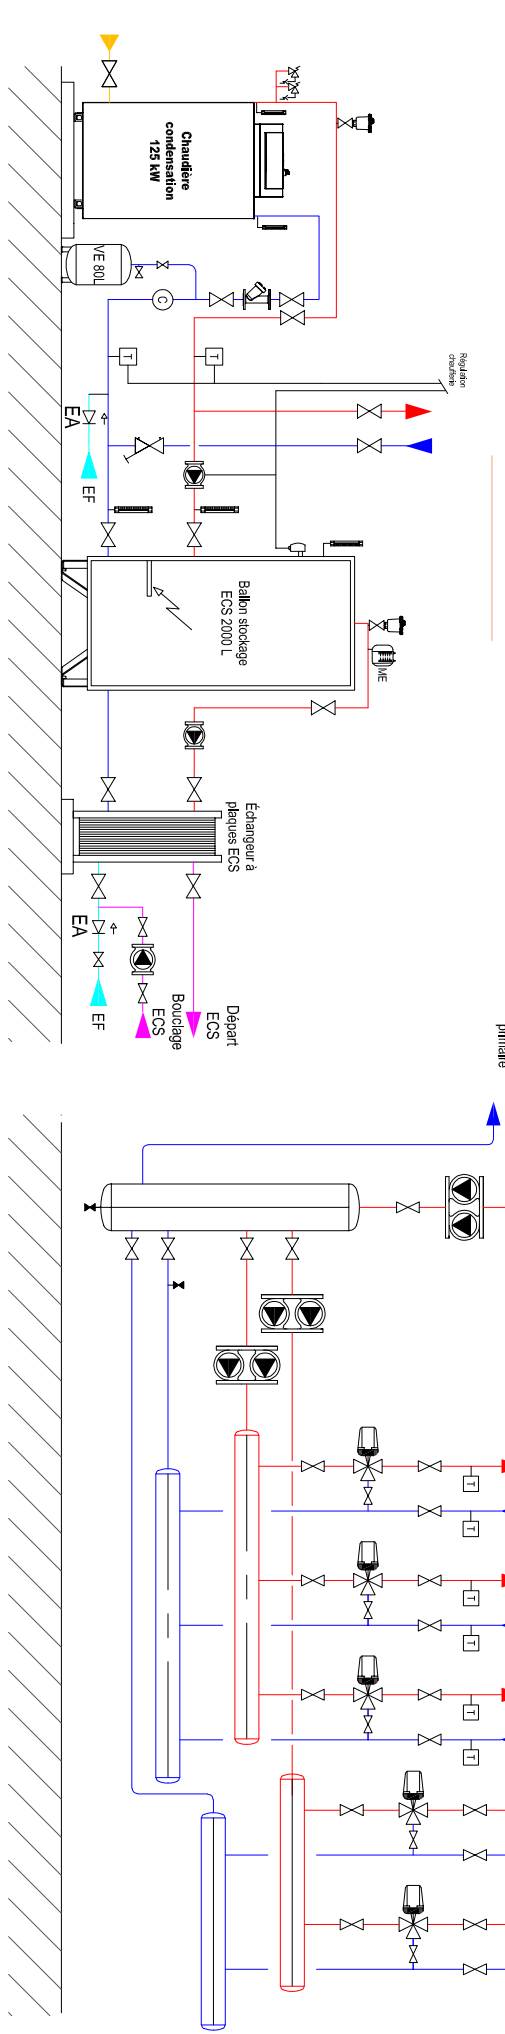 Chaudière
condensation
125 kW
VE 80L
C
T
T
Régulation
chaufferie
EA
EF
Ballon stockage
ECS 2000 L
ME
Échangeur à
plaques ECS
EA
EF
Bouclage
ECS
Départ
ECS
primaire
T
T
T
T
T
T